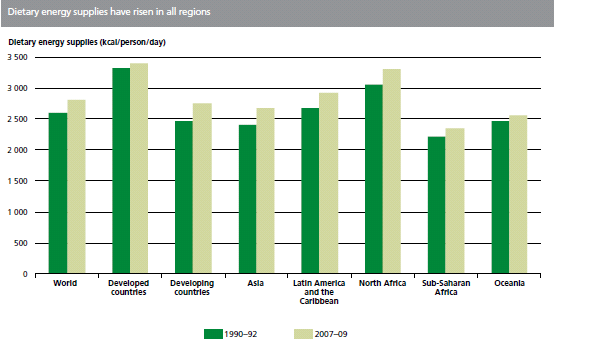 Dietary energy supplies have risen in all regions
Dietary energy supplies (kcal/person/day)
3 500
3 000
2 500
2 000
1 500
1 000
500
0
World
Developed
countries
Developing
countries
Asia
Latin America
and the
Caribbean
North Africa
Sub-Saharan
Africa
Oceania
1990–92
2007–09